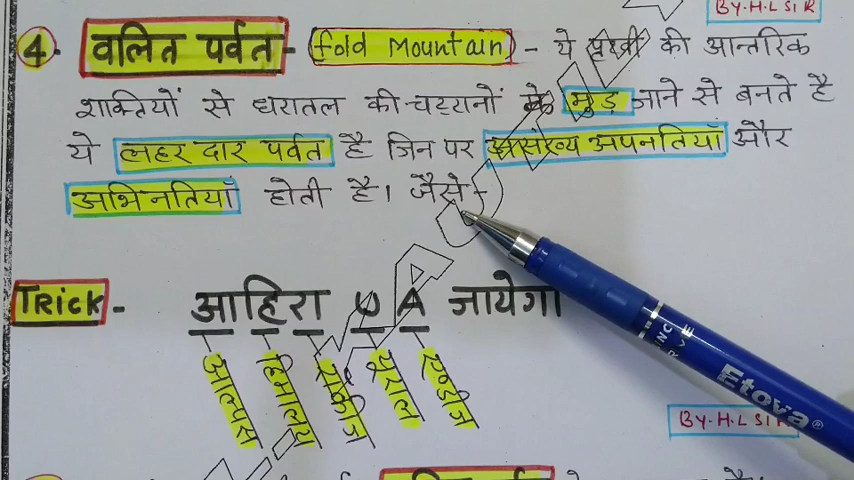 BY-H-L SIR
4. वलित पर्वत - (fold Mountain) - ये पृथ्वी की आन्तरिक
शक्तियों से धरातल की चट्टानों के मुड़ जाने से बनते है
ये लहर दार पर्वत है जिन पर असंख्य अपनतियाँ और
अभिनतियाँ होती है। जैसे -
Trick - आहिरा U A जायेगा
आल्पस हिमालय रॉकीज यूराल एण्डीज
Etova®
BY-H-L SIR